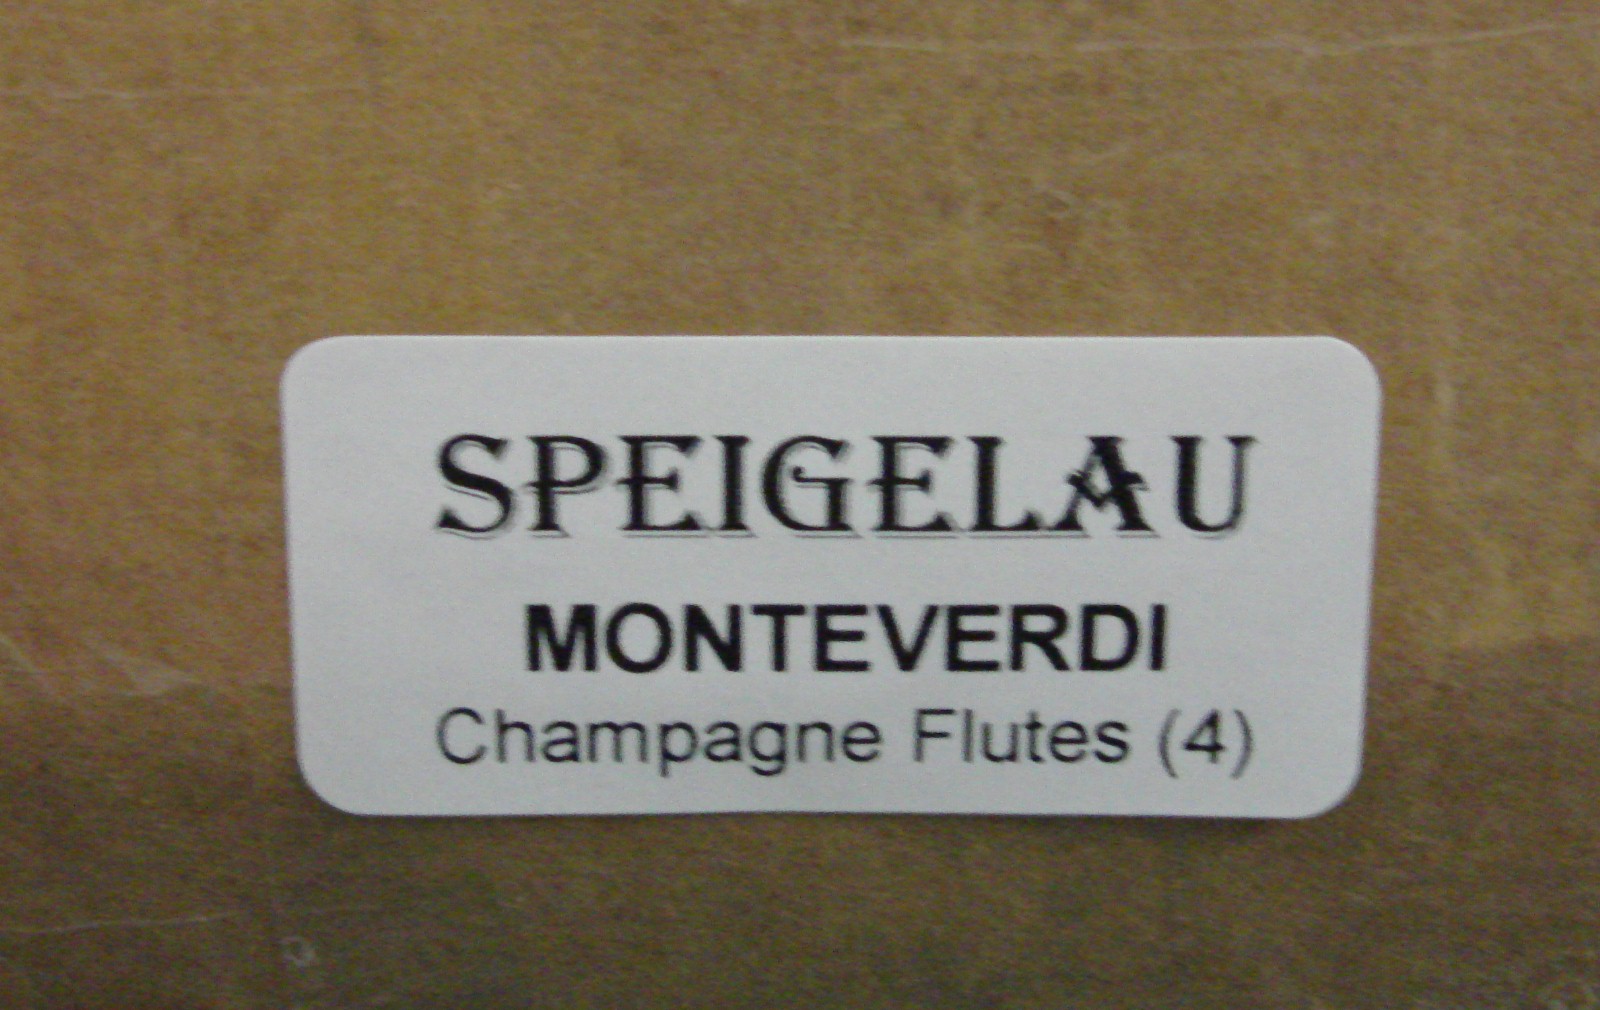 SPEIGELAU
MONTEVERDI
Champagne Flutes (4)